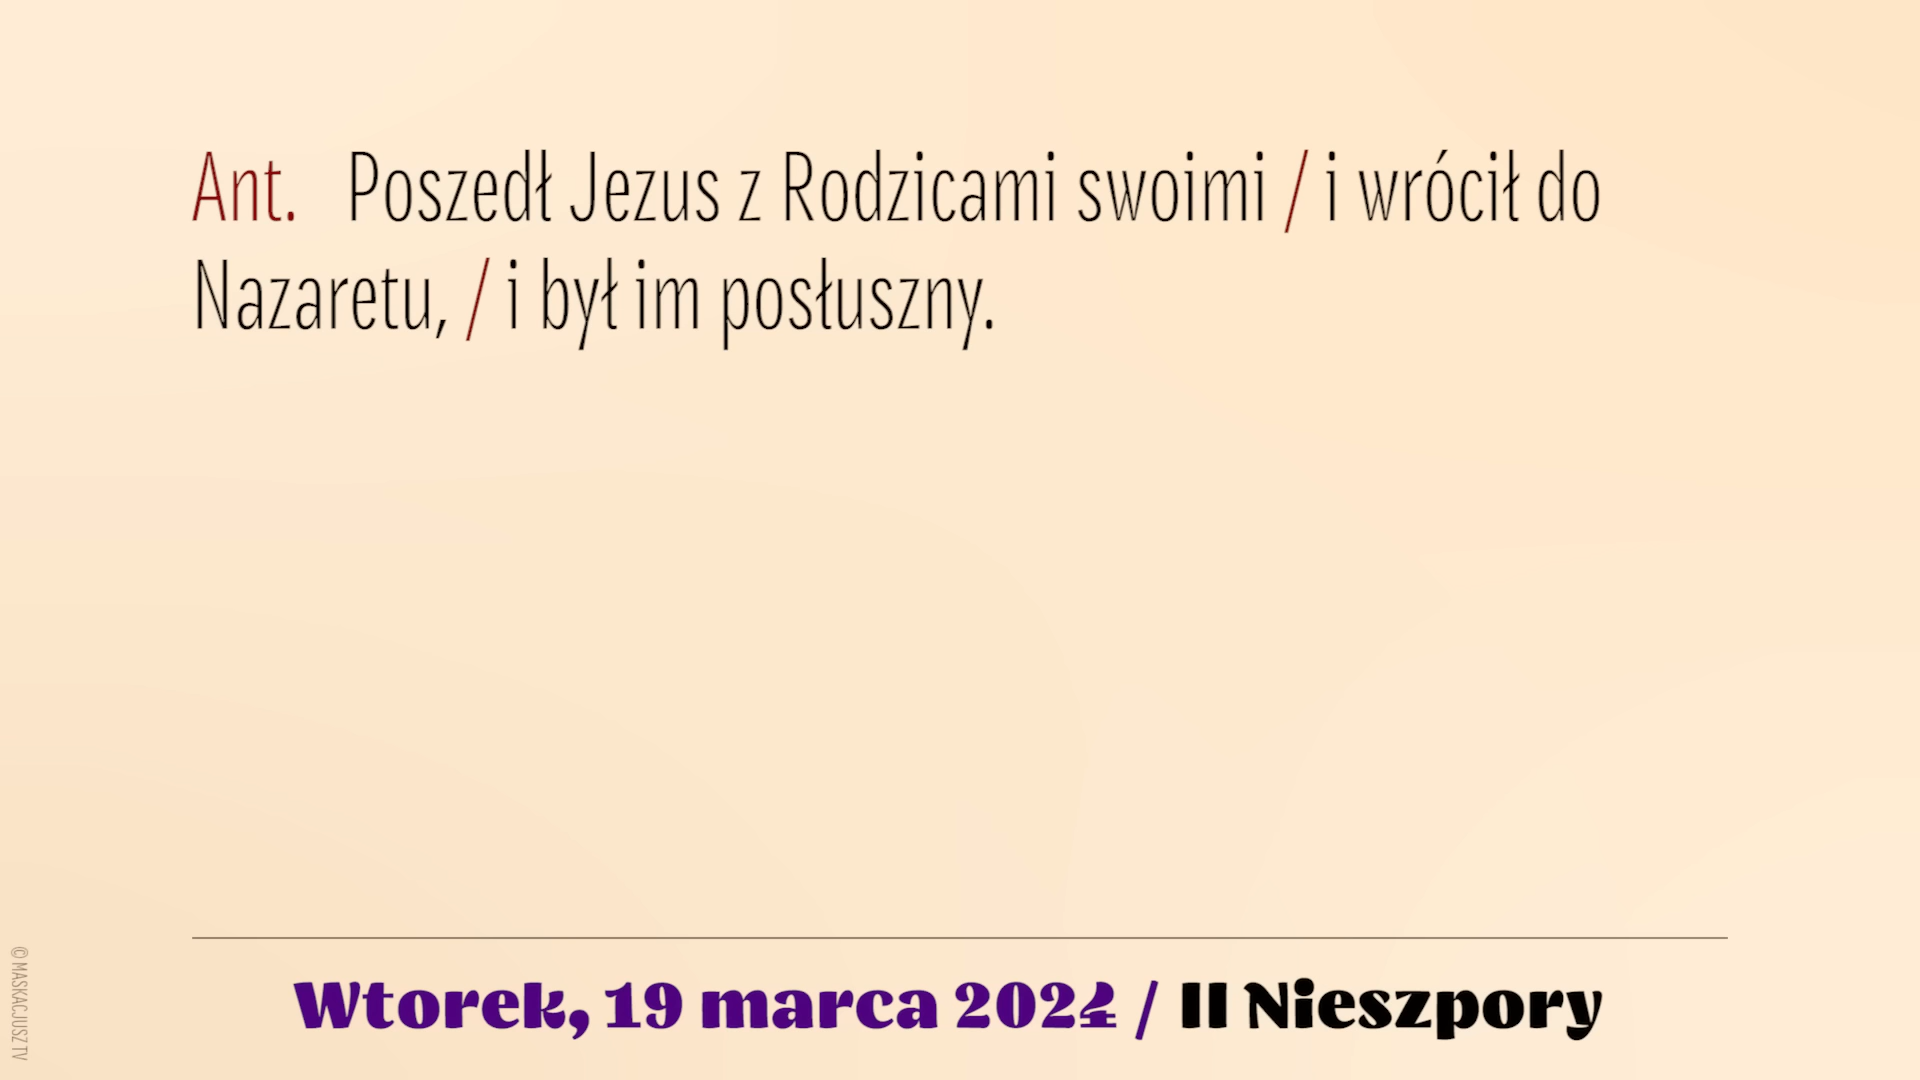 Ant. Poszedł Jezus z Rodzicami swoimi / i wrócił do
Nazaretu, / i był im posłuszny.
Wtorek, 19 marca 2024 / II Nieszpory
© MASKACJUSZ TV